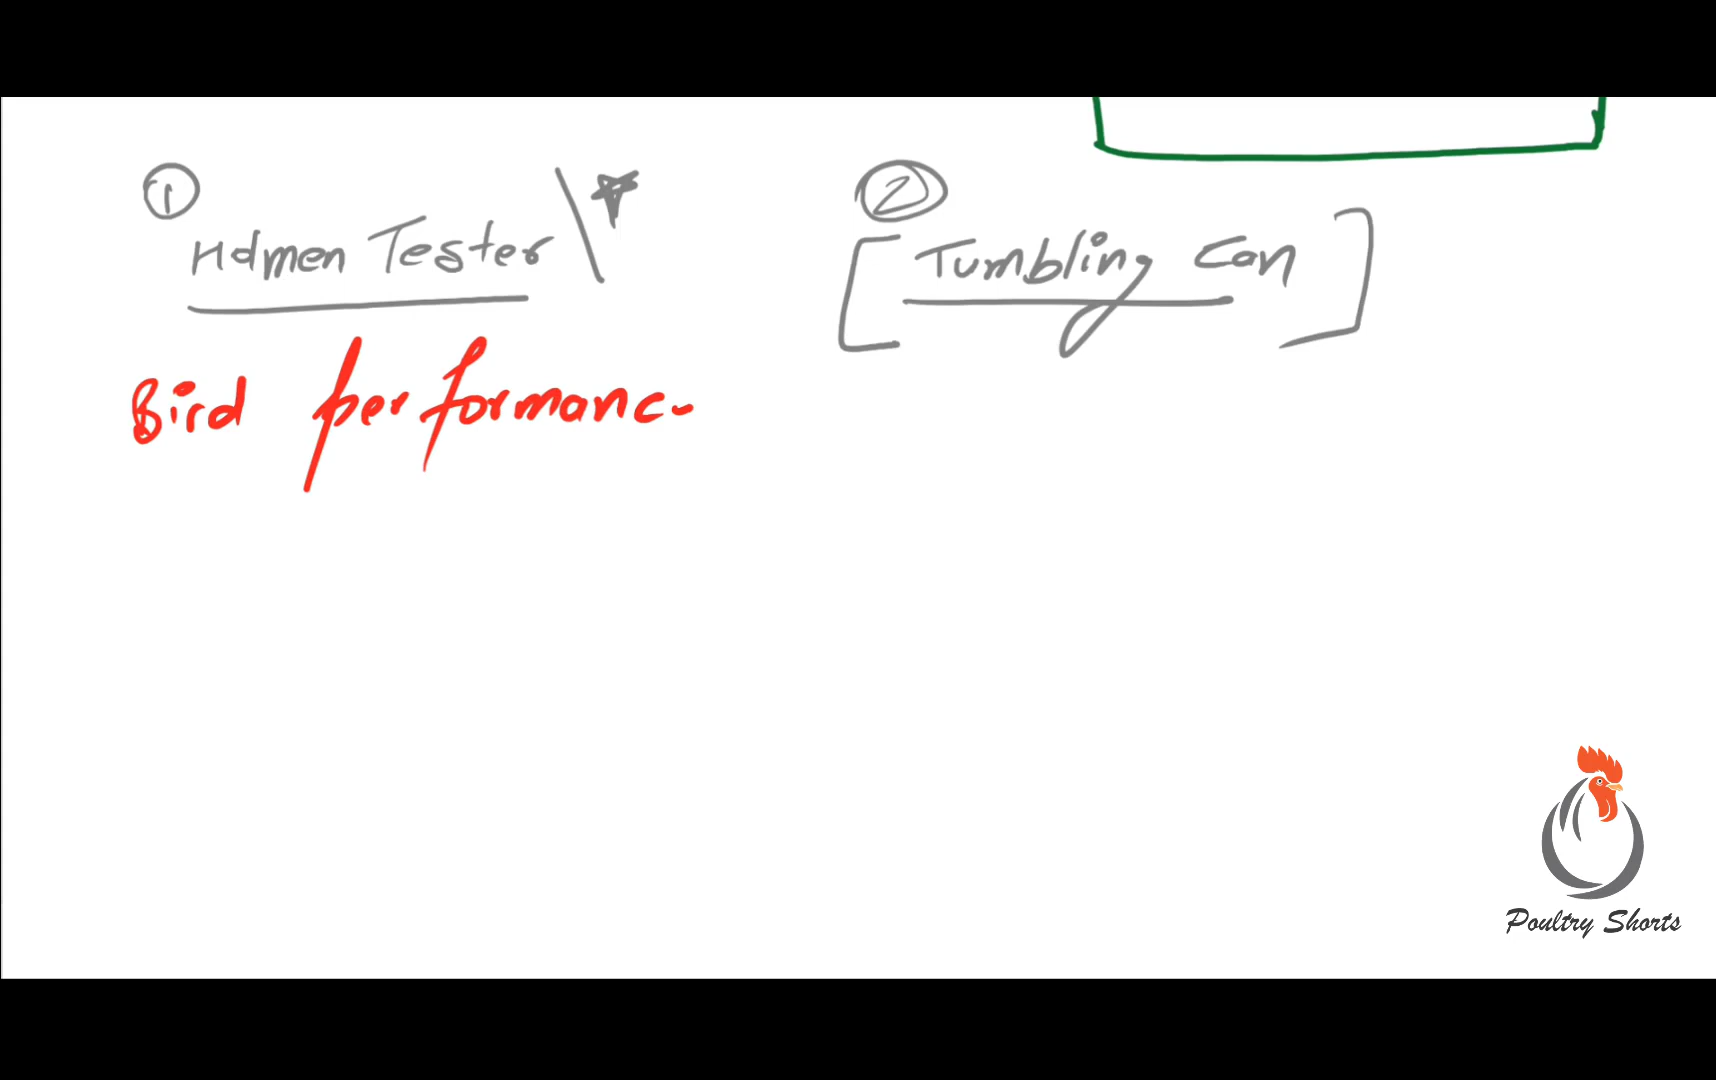 1
Hdmen Tester
2
[Tumbling Can]
Bird performanc
Poultry Shorts